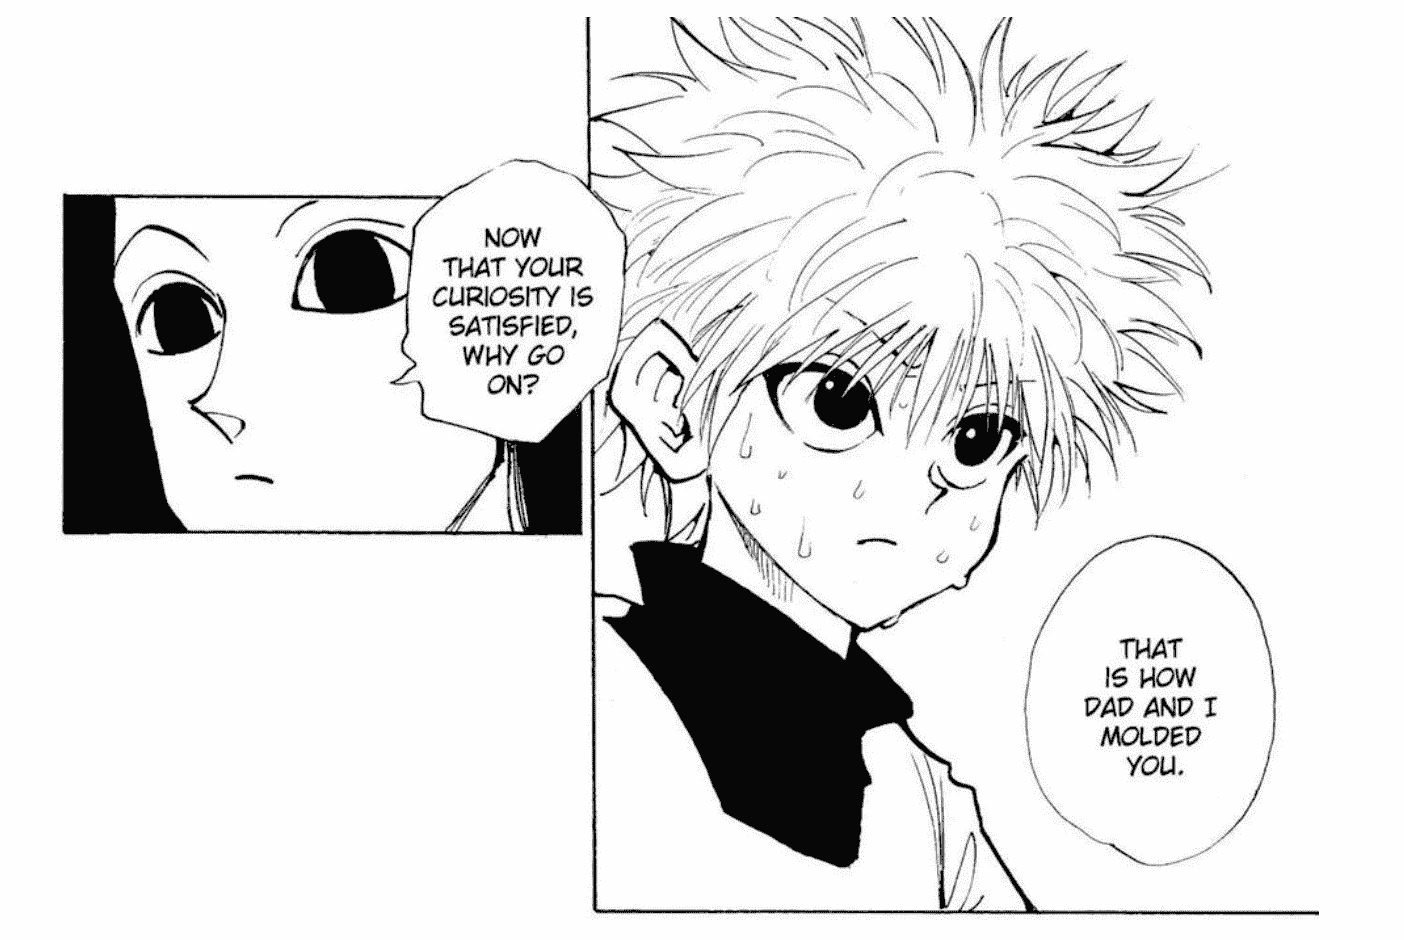 THAT
IS HOW
DAD AND I
MOLDED
YOU.
NOW
THAT YOUR
CURIOSITY IS
SATISFIED,
WHY GO
ON?